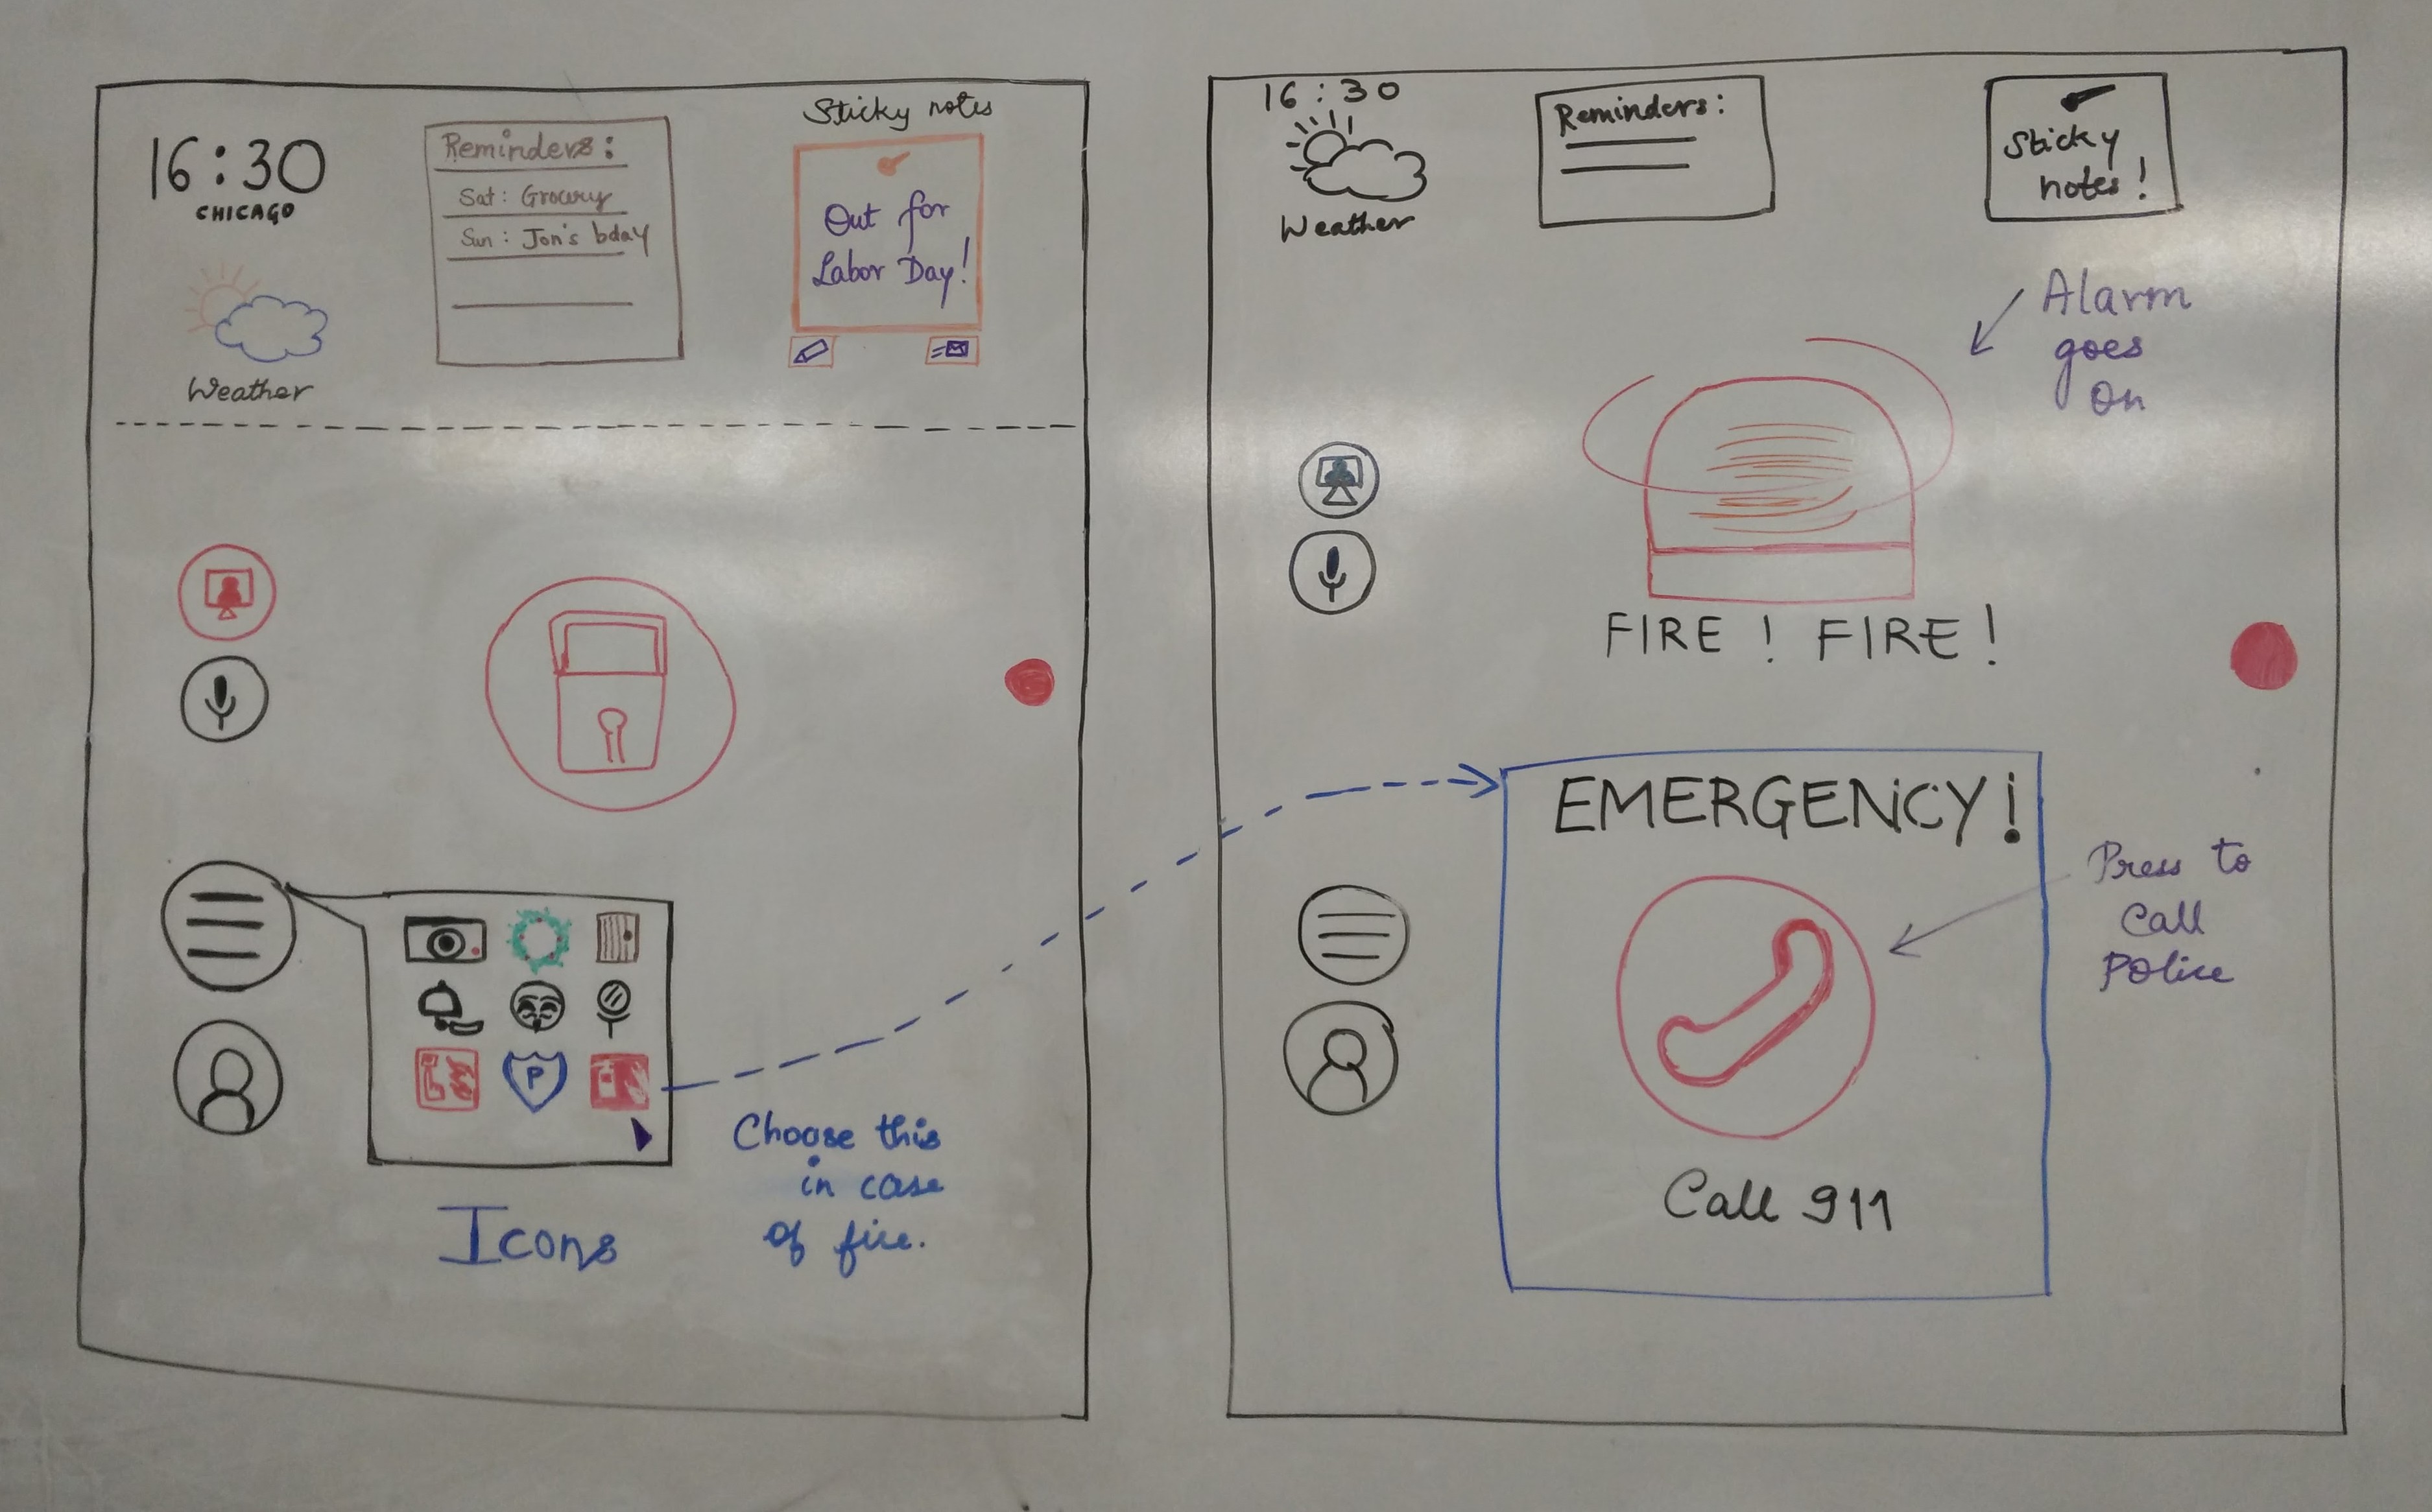 16:30
CHICAGO
Weather
Reminders:
Sat: Grocery
Sun: Jon's bday
Sticky notes
Out for
Labor Day!
P
Choose this
in case
of fire.
Icons
16:30
Weather
Reminders:
Sticky
notes!
Alarm
goes
On
FIRE! FIRE!
EMERGENCY!
Press to
Call
Police
Call 911